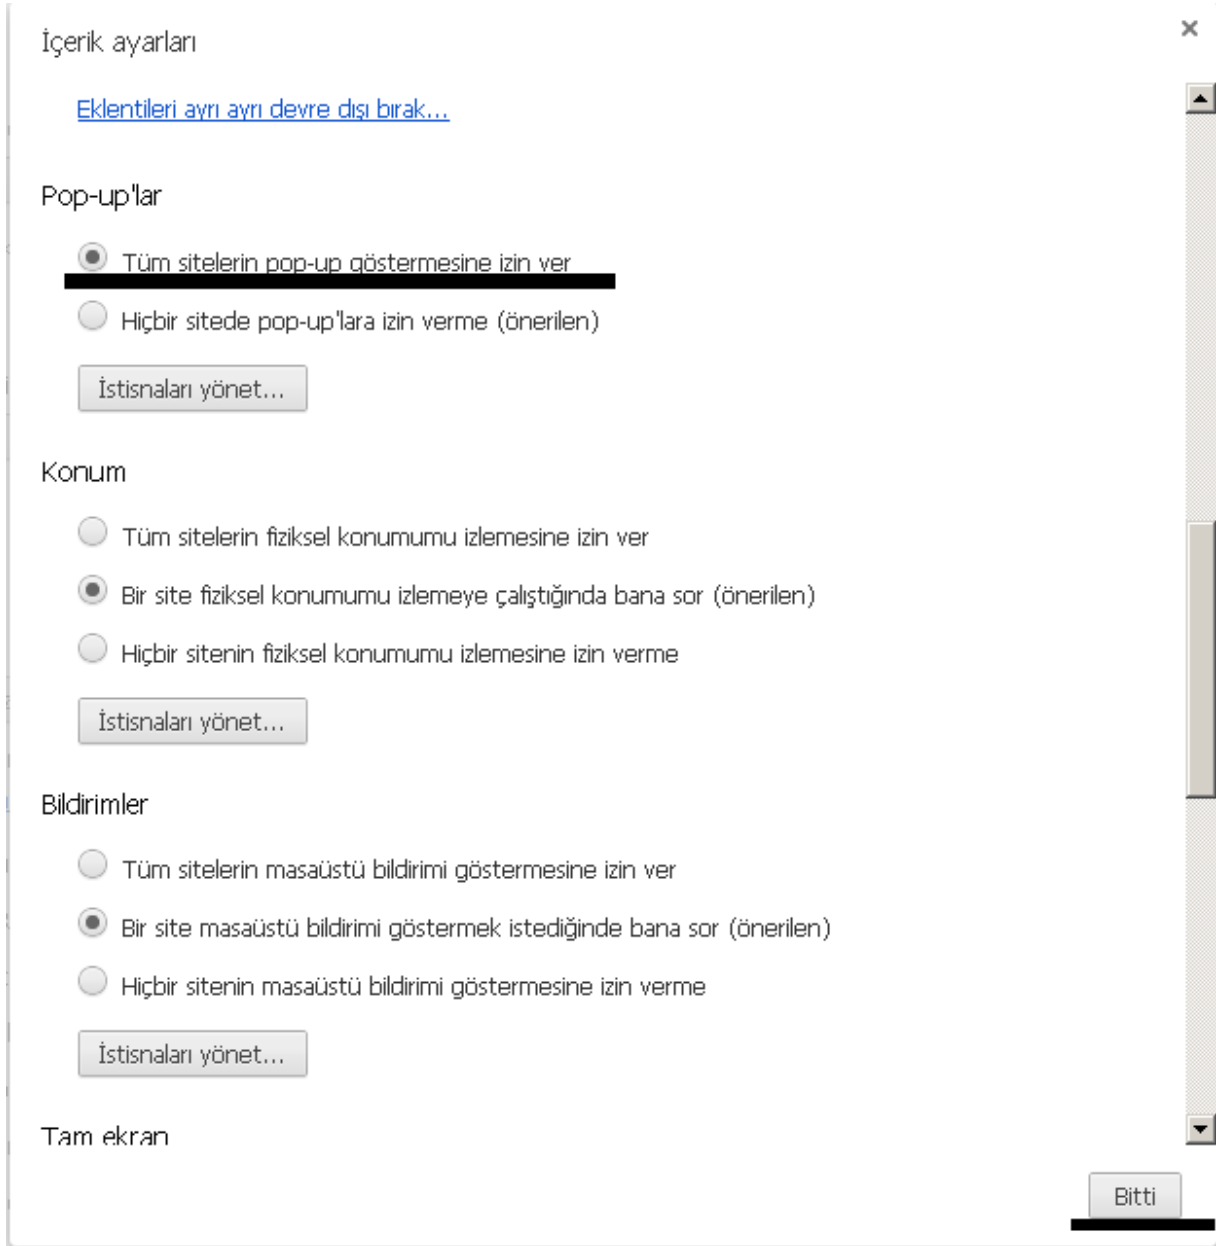 İçerik ayarları
Eklentileri ayrı ayrı devre dışı bırak...
Pop-up'lar
Tüm sitelerin pop-up göstermesine izin ver
Hiçbir sitede pop-up'lara izin verme (önerilen)
İstisnaları yönet...
Konum
Tüm sitelerin fiziksel konumumu izlemesine izin ver
Bir site fiziksel konumumu izlemeye çalıştığında bana sor (önerilen)
Hiçbir sitenin fiziksel konumumu izlemesine izin verme
İstisnaları yönet...
Bildirimler
Tüm sitelerin masaüstü bildirimi göstermesine izin ver
Bir site masaüstü bildirimi göstermek istediğinde bana sor (önerilen)
Hiçbir sitenin masaüstü bildirimi göstermesine izin verme
İstisnaları yönet...
Tam ekran
Bitti